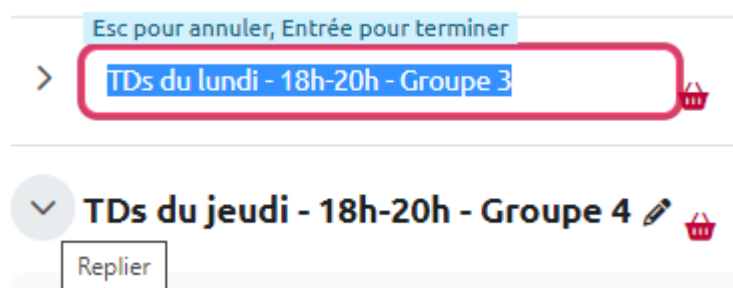 Esc pour annuler, Entrée pour terminer
TDs du lundi - 18h-20h - Groupe 3
TDs du jeudi - 18h-20h - Groupe 4
Replier